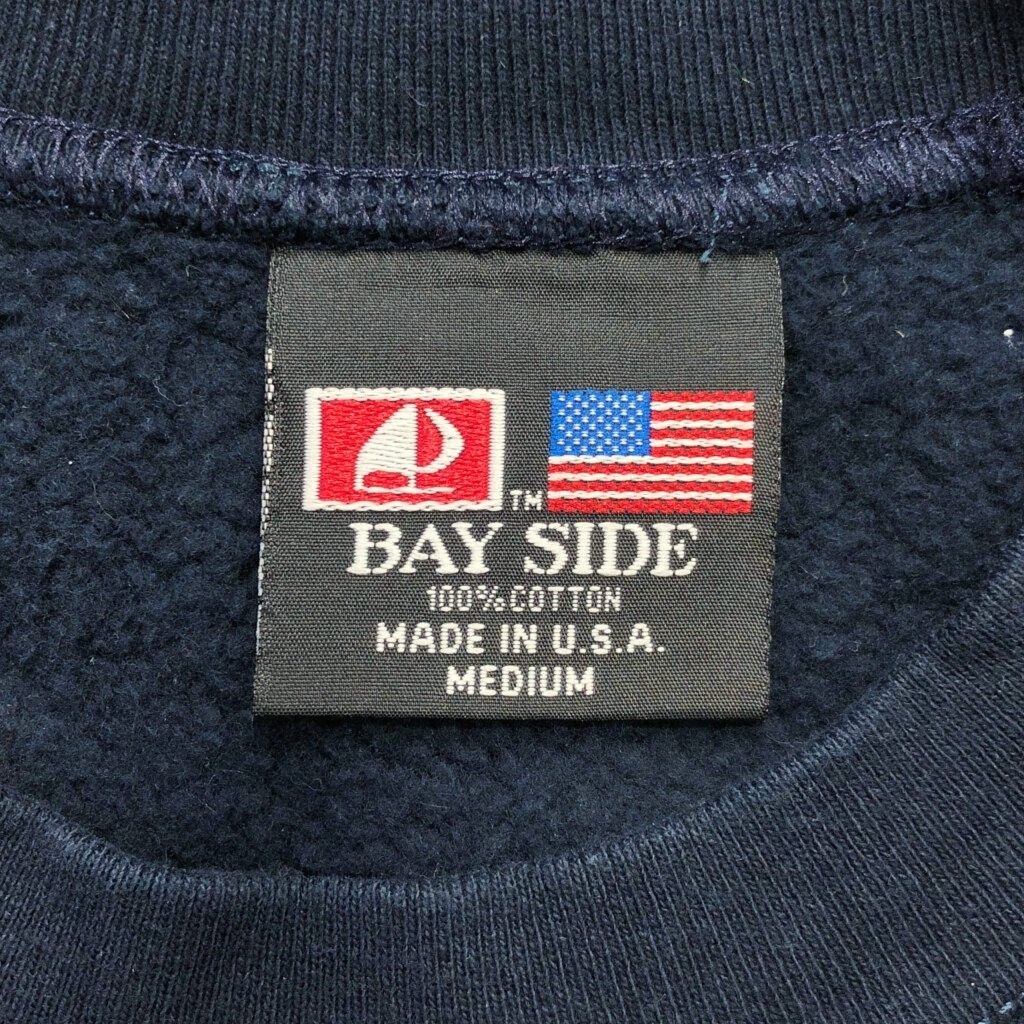 TM
BAY SIDE
100% COTTON
MADE IN U.S.A.
MEDIUM